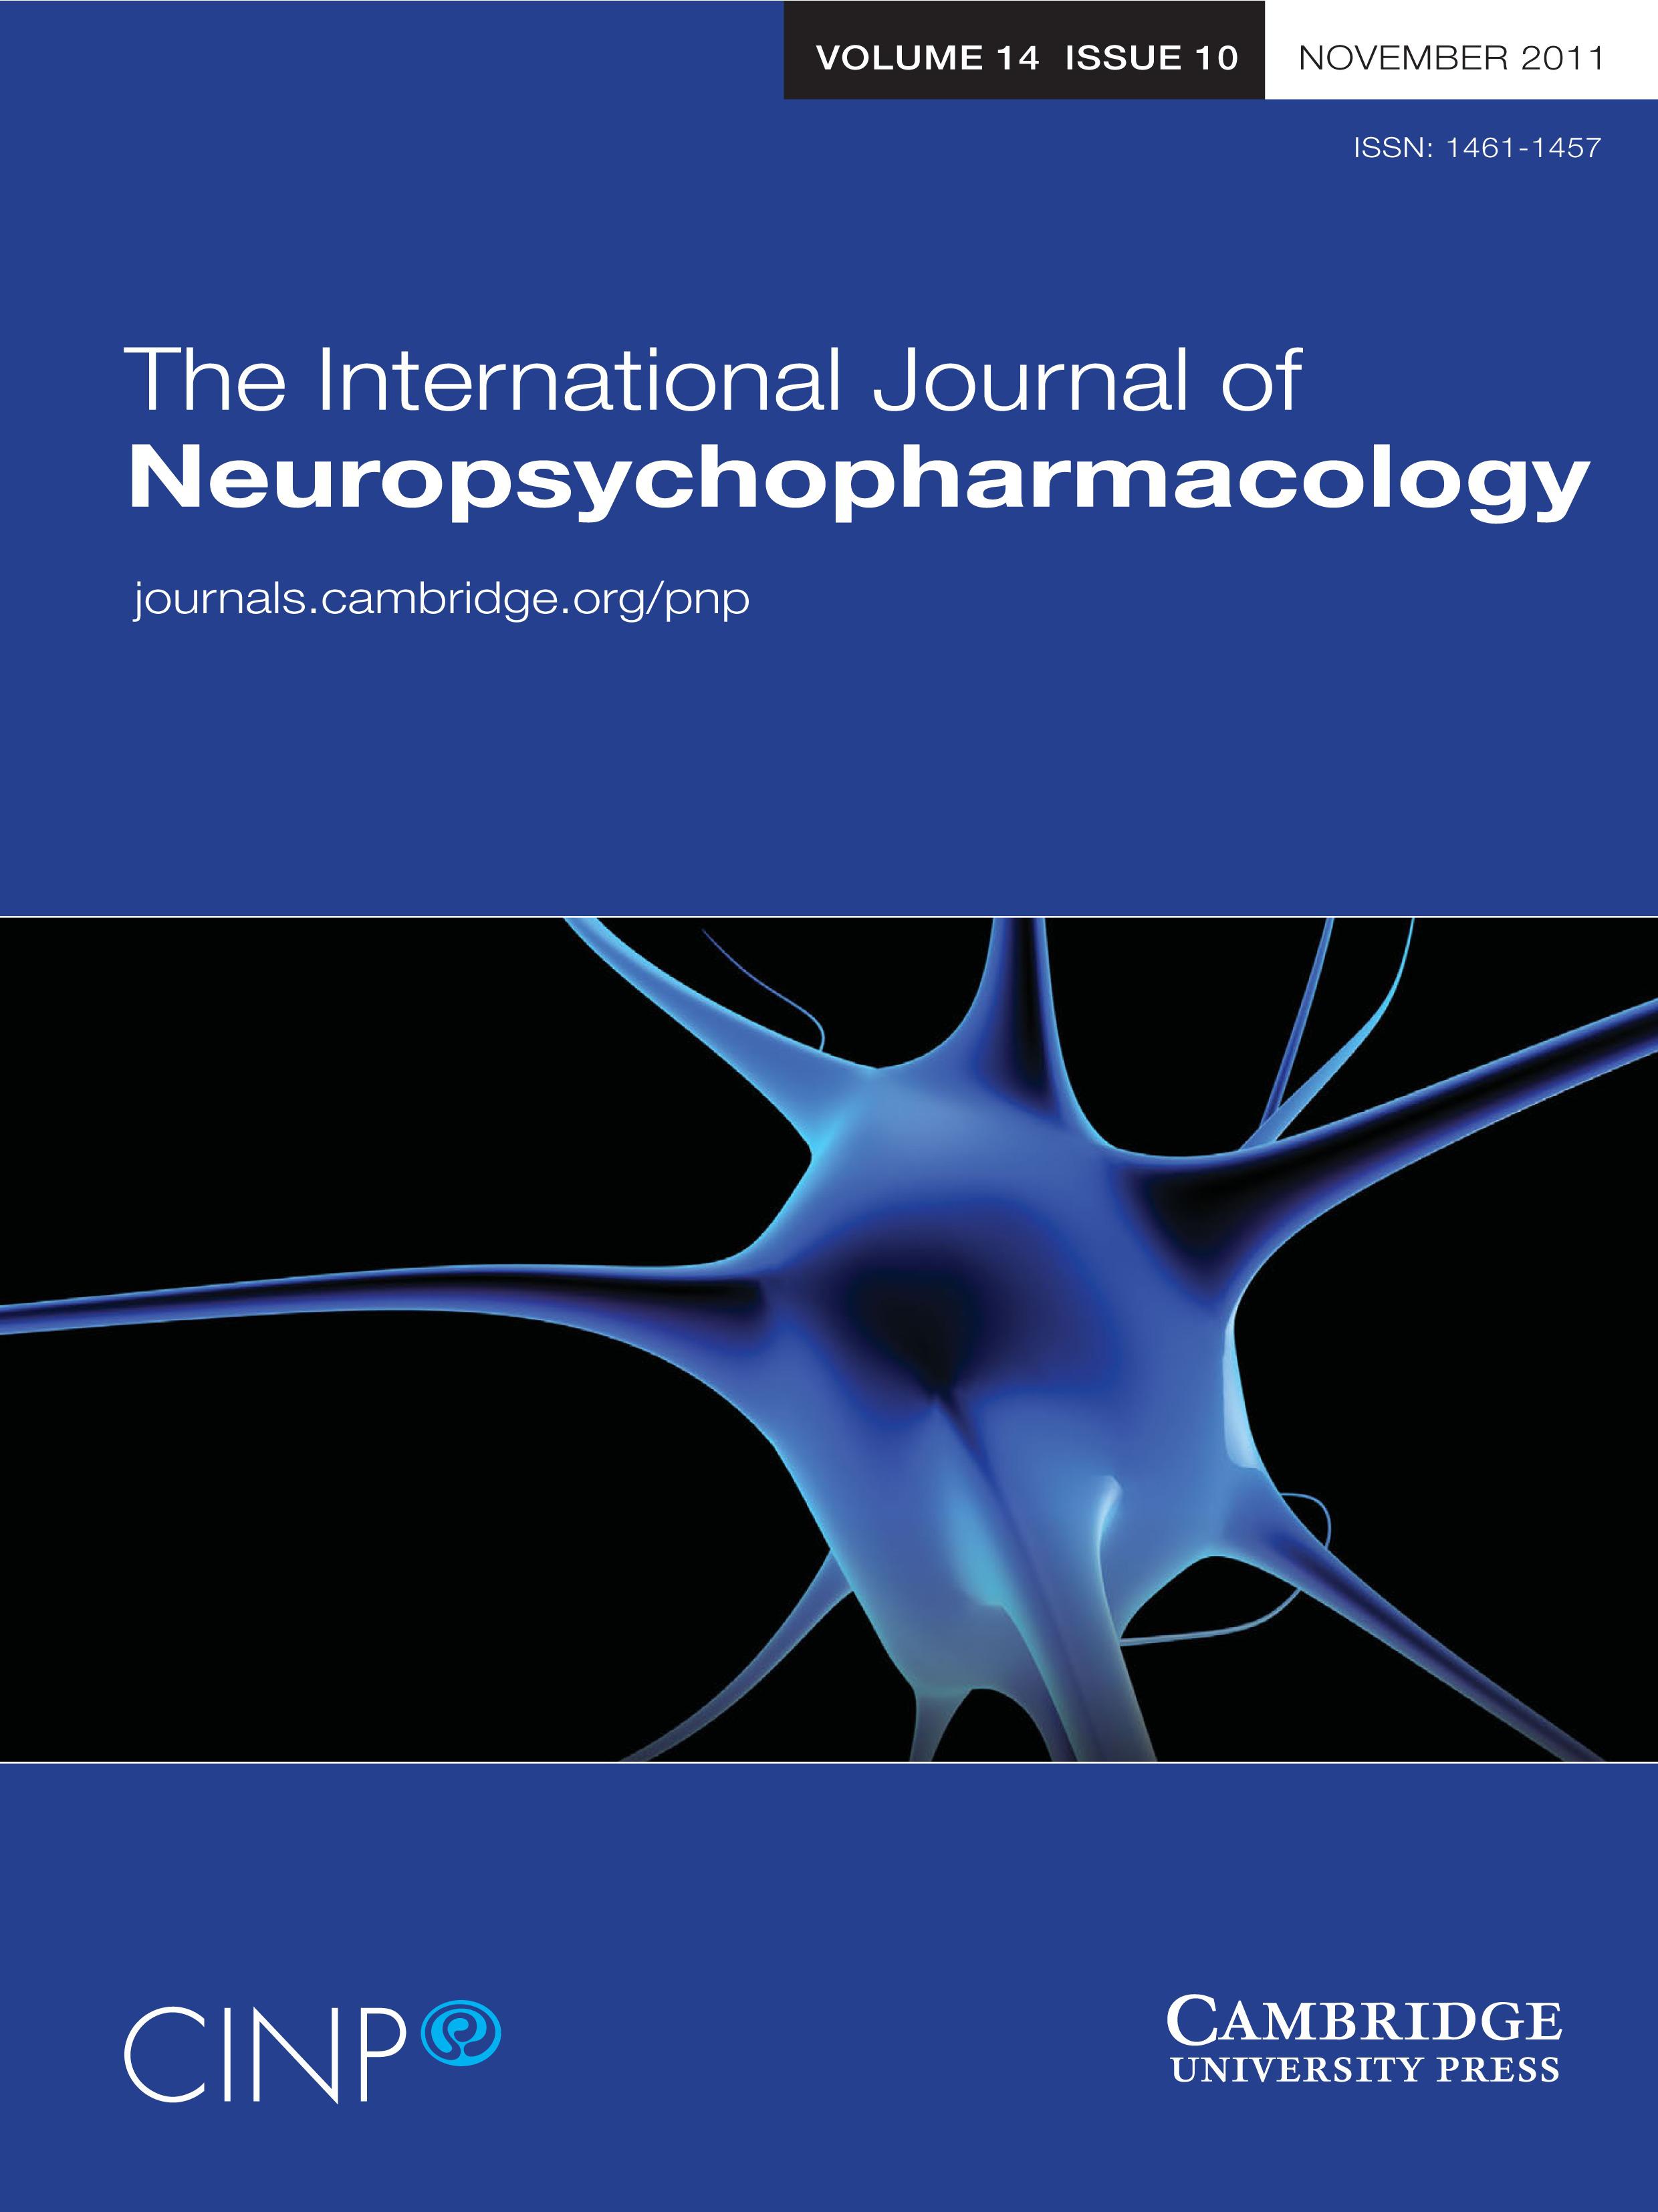 VOLUME 14 ISSUE 10 NOVEMBER 2011
ISSN: 1461-1457
The International Journal of
Neuropsychopharmacology
journals.cambridge.org/pnp
CINP
CAMBRIDGE
UNIVERSITY PRESS